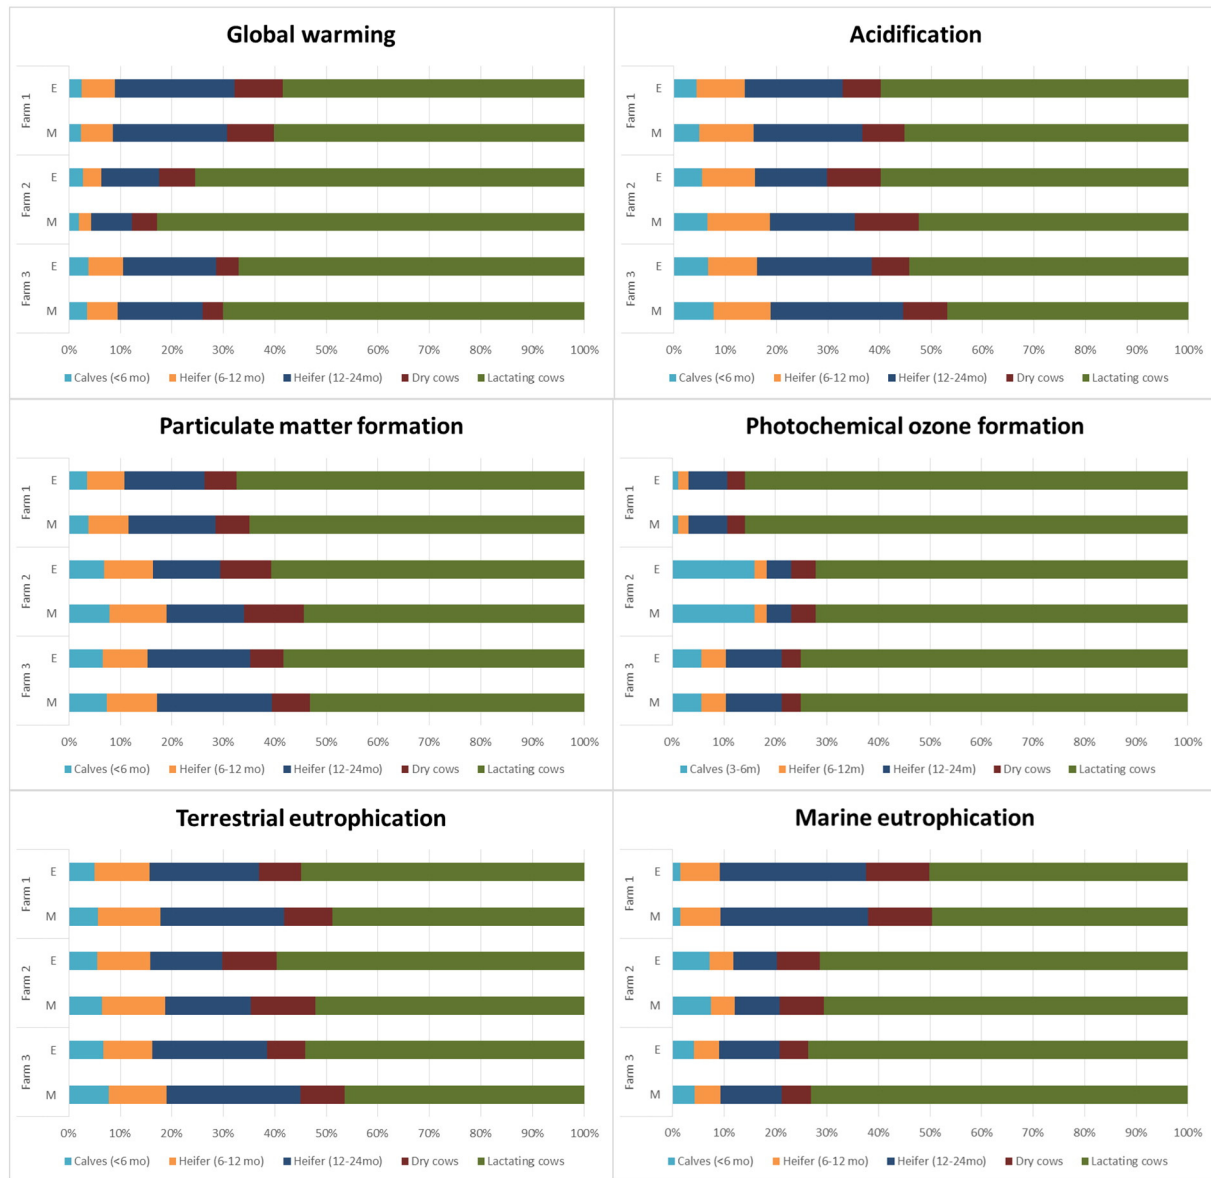 Global warming
Farm 1
E
M
Farm 2
E
M
Farm 3
E
M
0% 10% 20% 30% 40% 50% 60% 70% 80% 90% 100%
Calves (<6 mo) Heifer (6-12 mo) Heifer (12-24mo) Dry cows Lactating cows
Acidification
Farm 1
E
M
Farm 2
E
M
Farm 3
E
M
0% 10% 20% 30% 40% 50% 60% 70% 80% 90% 100%
Calves (<6 mo) Heifer (6-12 mo) Heifer (12-24mo) Dry cows Lactating cows
Particulate matter formation
Farm 1
E
M
Farm 2
E
M
Farm 3
E
M
0% 10% 20% 30% 40% 50% 60% 70% 80% 90% 100%
Calves (<6 mo) Heifer (6-12 mo) Heifer (12-24mo) Dry cows Lactating cows
Photochemical ozone formation
Farm 1
E
M
Farm 2
E
M
Farm 3
E
M
0% 10% 20% 30% 40% 50% 60% 70% 80% 90% 100%
Calves (3-6m) Heifer (6-12m) Heifer (12-24m) Dry cows Lactating cows
Terrestrial eutrophication
Farm 1
E
M
Farm 2
E
M
Farm 3
E
M
0% 10% 20% 30% 40% 50% 60% 70% 80% 90% 100%
Calves (<6 mo) Heifer (6-12 mo) Heifer (12-24mo) Dry cows Lactating cows
Marine eutrophication
Farm 1
E
M
Farm 2
E
M
Farm 3
E
M
0% 10% 20% 30% 40% 50% 60% 70% 80% 90% 100%
Calves (<6 mo) Heifer (6-12 mo) Heifer (12-24mo) Dry cows Lactating cows